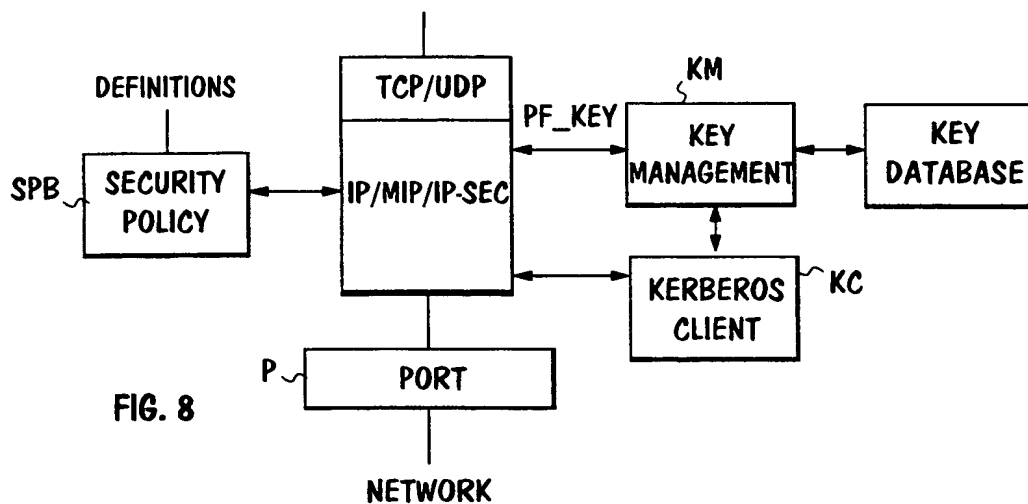 DEFINITIONS
SPB
SECURITY
POLICY
TCP/UDP
IP/MIP/IP-SEC
PF_KEY
KM
KEY
MANAGEMENT
KEY
DATABASE
KERBEROS
CLIENT
KC
P
PORT
FIG. 8
NETWORK